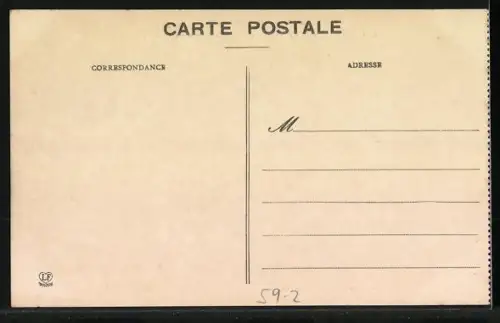 CARTE POSTALE
CORRESPONDANCE
ADRESSE
M
59-2